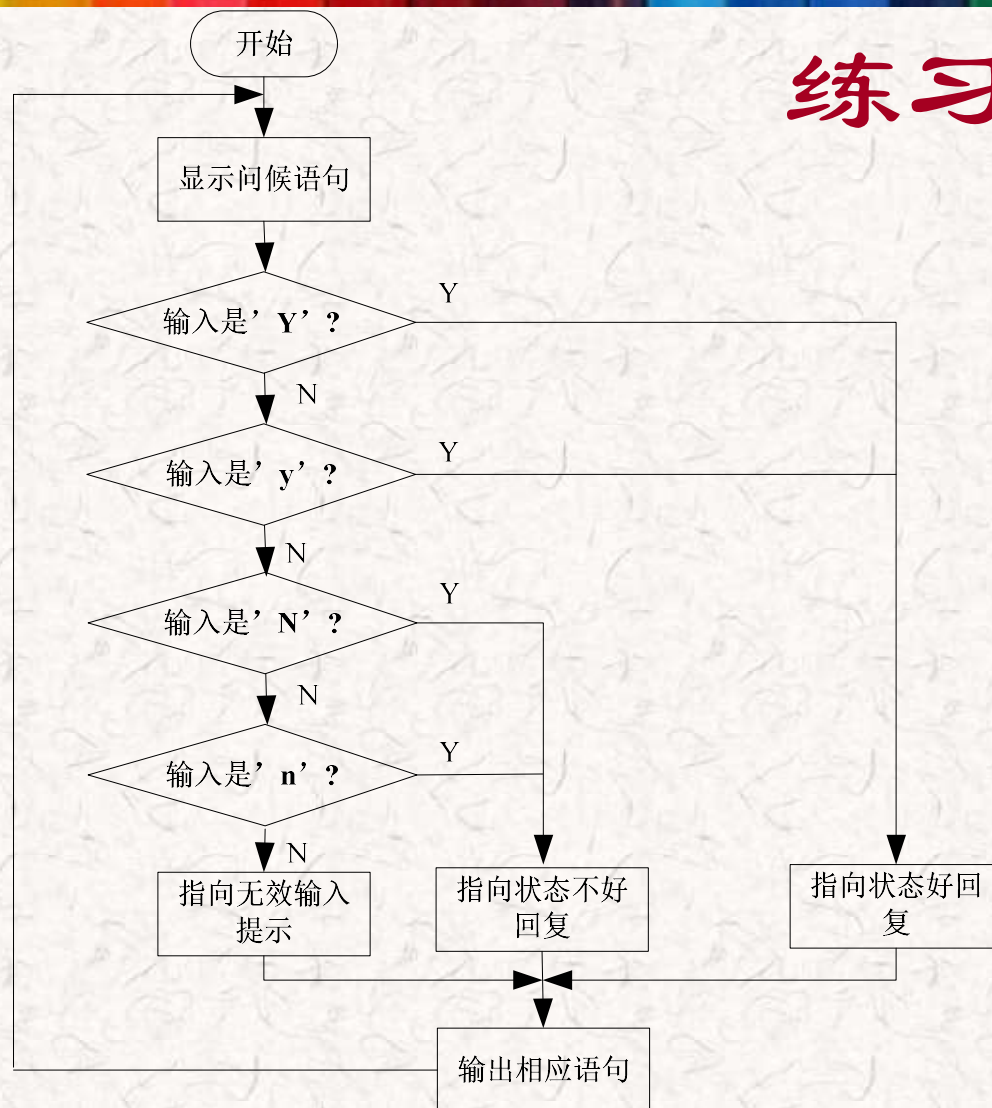 开始
练习
显示问候语句
Y
输入是’Y’?
N
Y
输入是’y’?
N
Y
输入是’N’?
N
Y
输入是’n’?
N
指向无效输入
提示
指向状态不好
回复
指向状态好回
复
输出相应语句